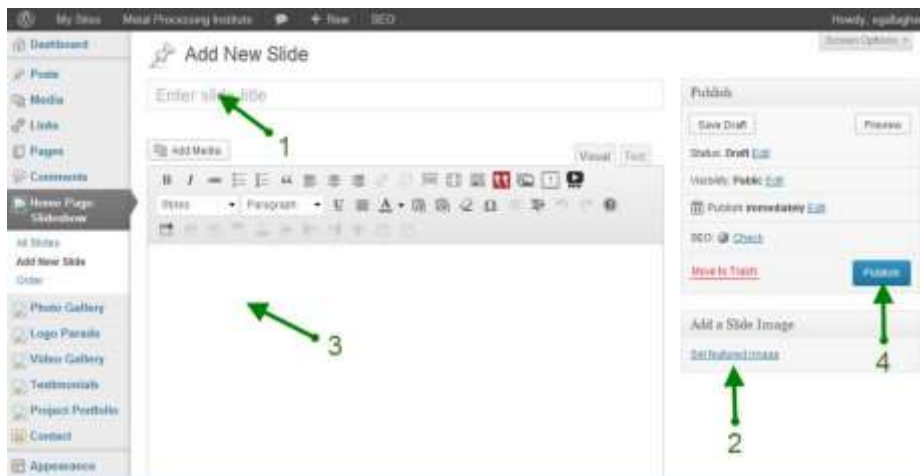 My Sites Metal Processing Institute + New SEO Howdy, egallaghe
Dashboard
Posts
Media
Links
Pages
Comments
Home Page Slideshow
All Slides
Add New Slide
Order
Photo Gallery
Logo Parade
Video Gallery
Testimonials
Project Portfolio
Contact
Appearance
Screen Options
Add New Slide
Enter slide title
1
Add Media
Visual Text
B I
Styles Paragraph
3
Publish
Save Draft Preview
Status: Draft Edit
Visibility: Public Edit
Publish immediately Edit
SEO: Check
Move to Trash Publish
Add a Slide Image
Set featured image
2
4